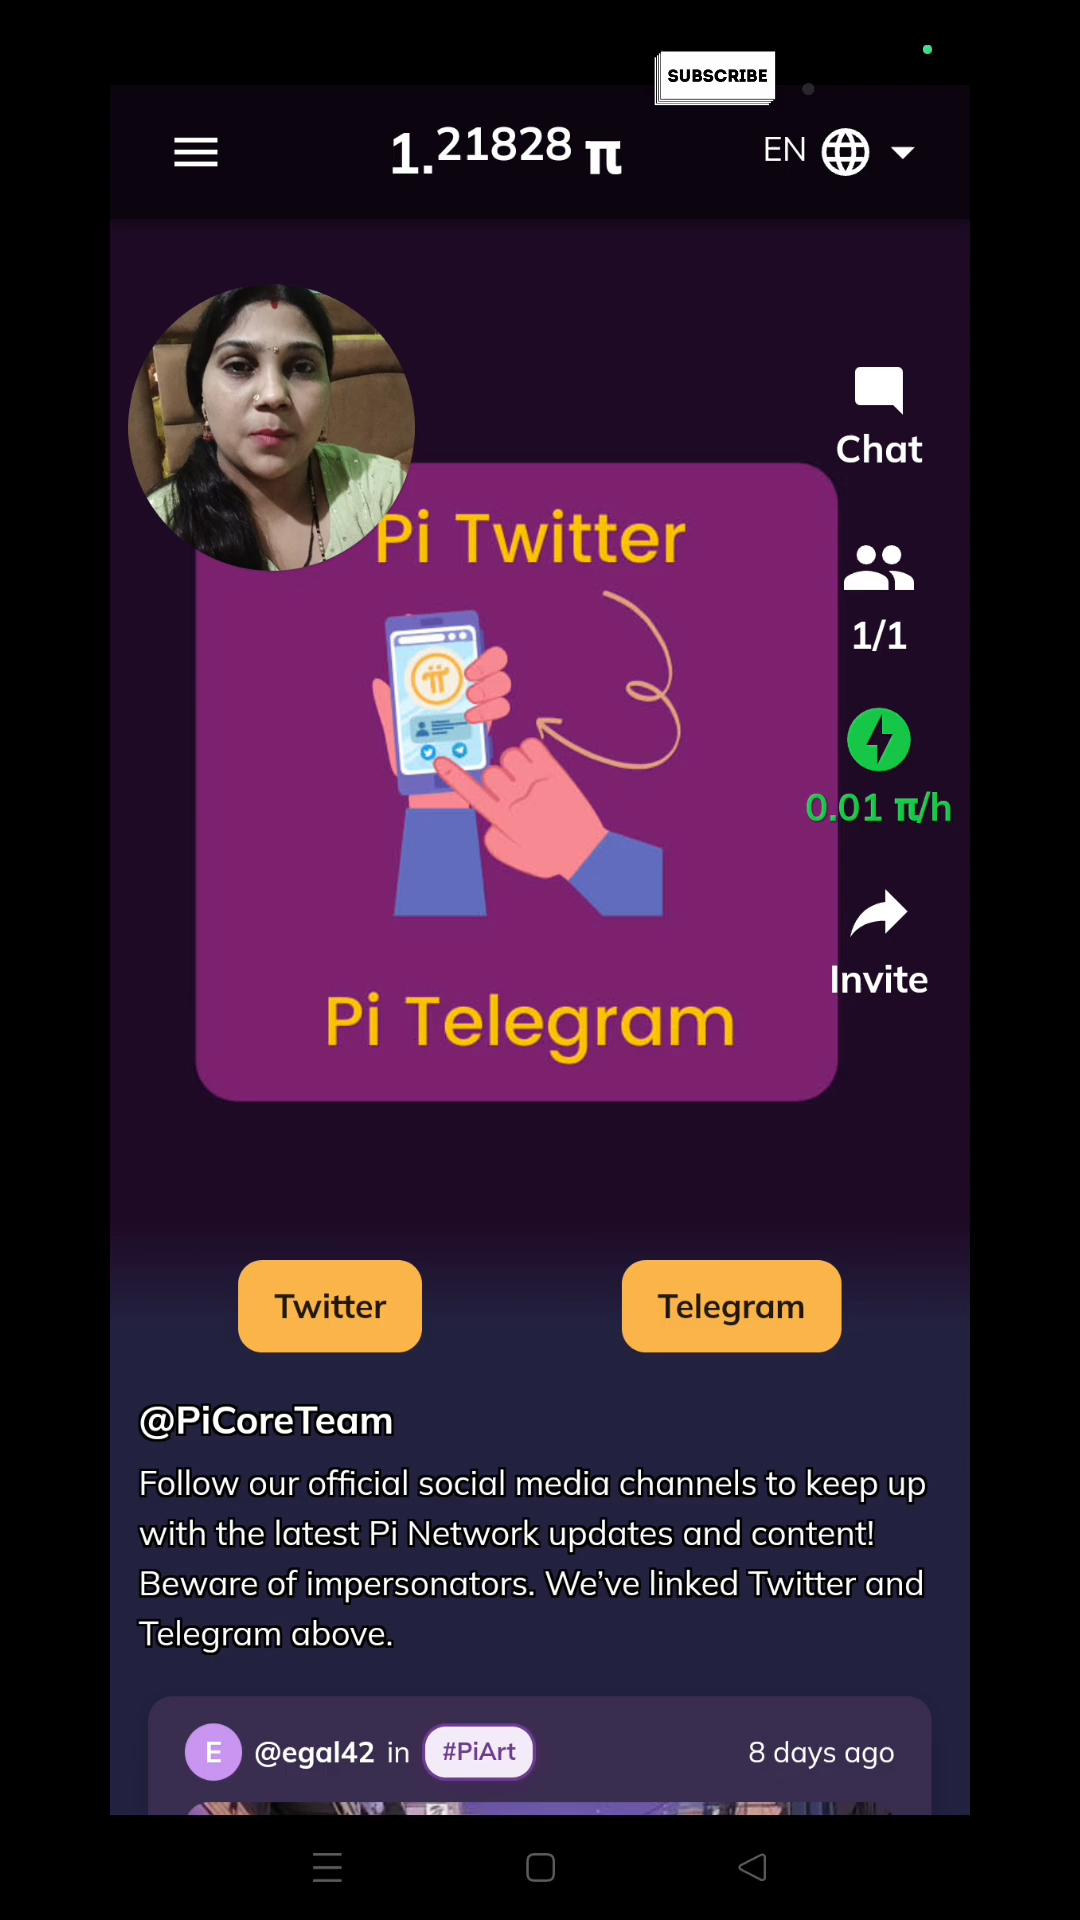 SUBSCRIBE
1.21828 π
EN
Chat
Pi Twitter
1/1
0.01 π/h
Invite
Pi Telegram
Twitter
Telegram
@PiCoreTeam
Follow our official social media channels to keep up
with the latest Pi Network updates and content!
Beware of impersonators. We’ve linked Twitter and
Telegram above.
E @egal42 in #PiArt 8 days ago